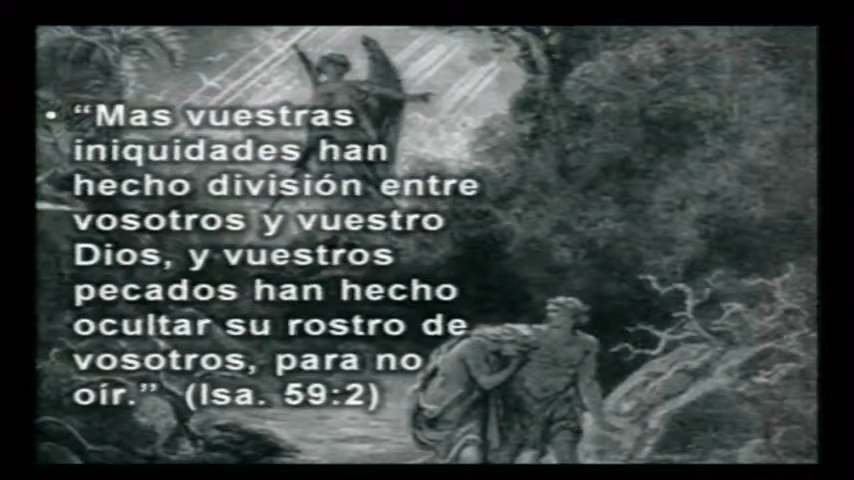 • “Mas vuestras
iniquidades han
hecho división entre
vosotros y vuestro
Dios, y vuestros
pecados han hecho
ocultar su rostro de
vosotros, para no
oír.” (Isa. 59:2)